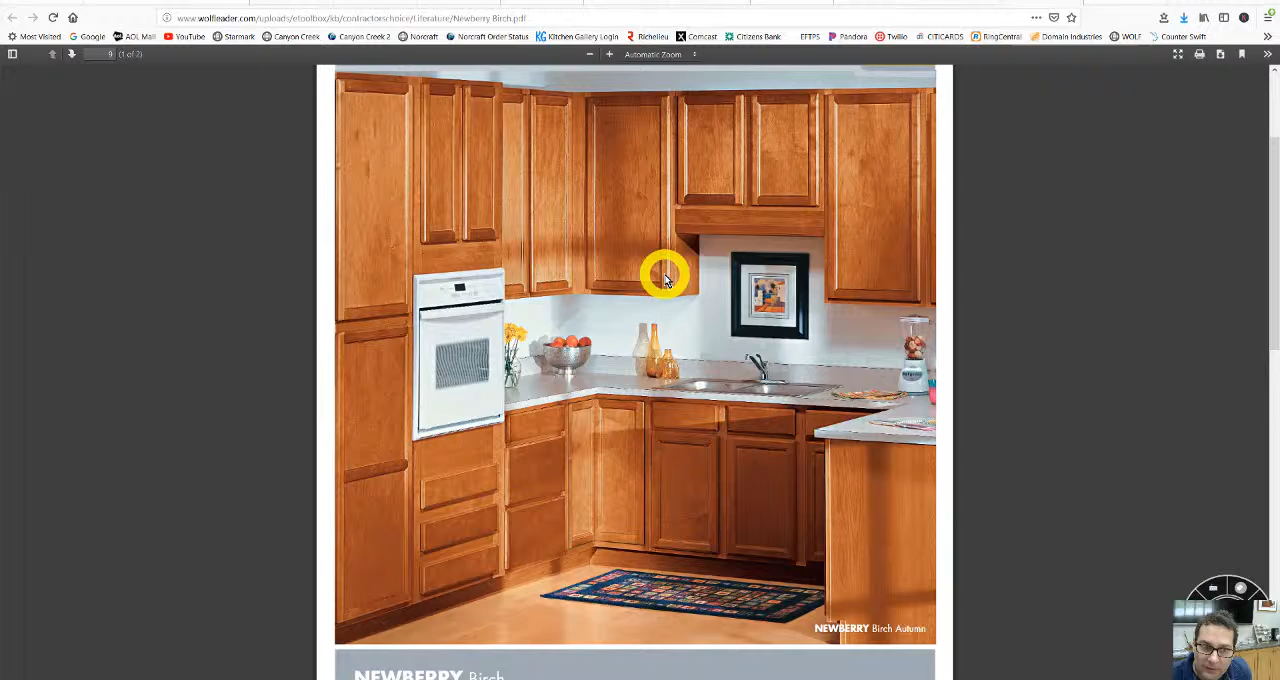 www.wolfleader.com/uploads/etoolbox/kb/contractorschoice/Literature/Newberry Birch.pdf
Most Visited Google AOL Mail YouTube Starmark Canyon Creek Canyon Creek 2 Norcraft Norcraft Order Status Kitchen Gallery Login Richelieu Comcast Citizens Bank EFTPS Pandora Twilio CITICARDS RingCentral Domain Industries WOLF Counter Swift
9 (1 of 2) Automatic Zoom
NEWBERRY Birch Autumn
NEWBERRY Birch